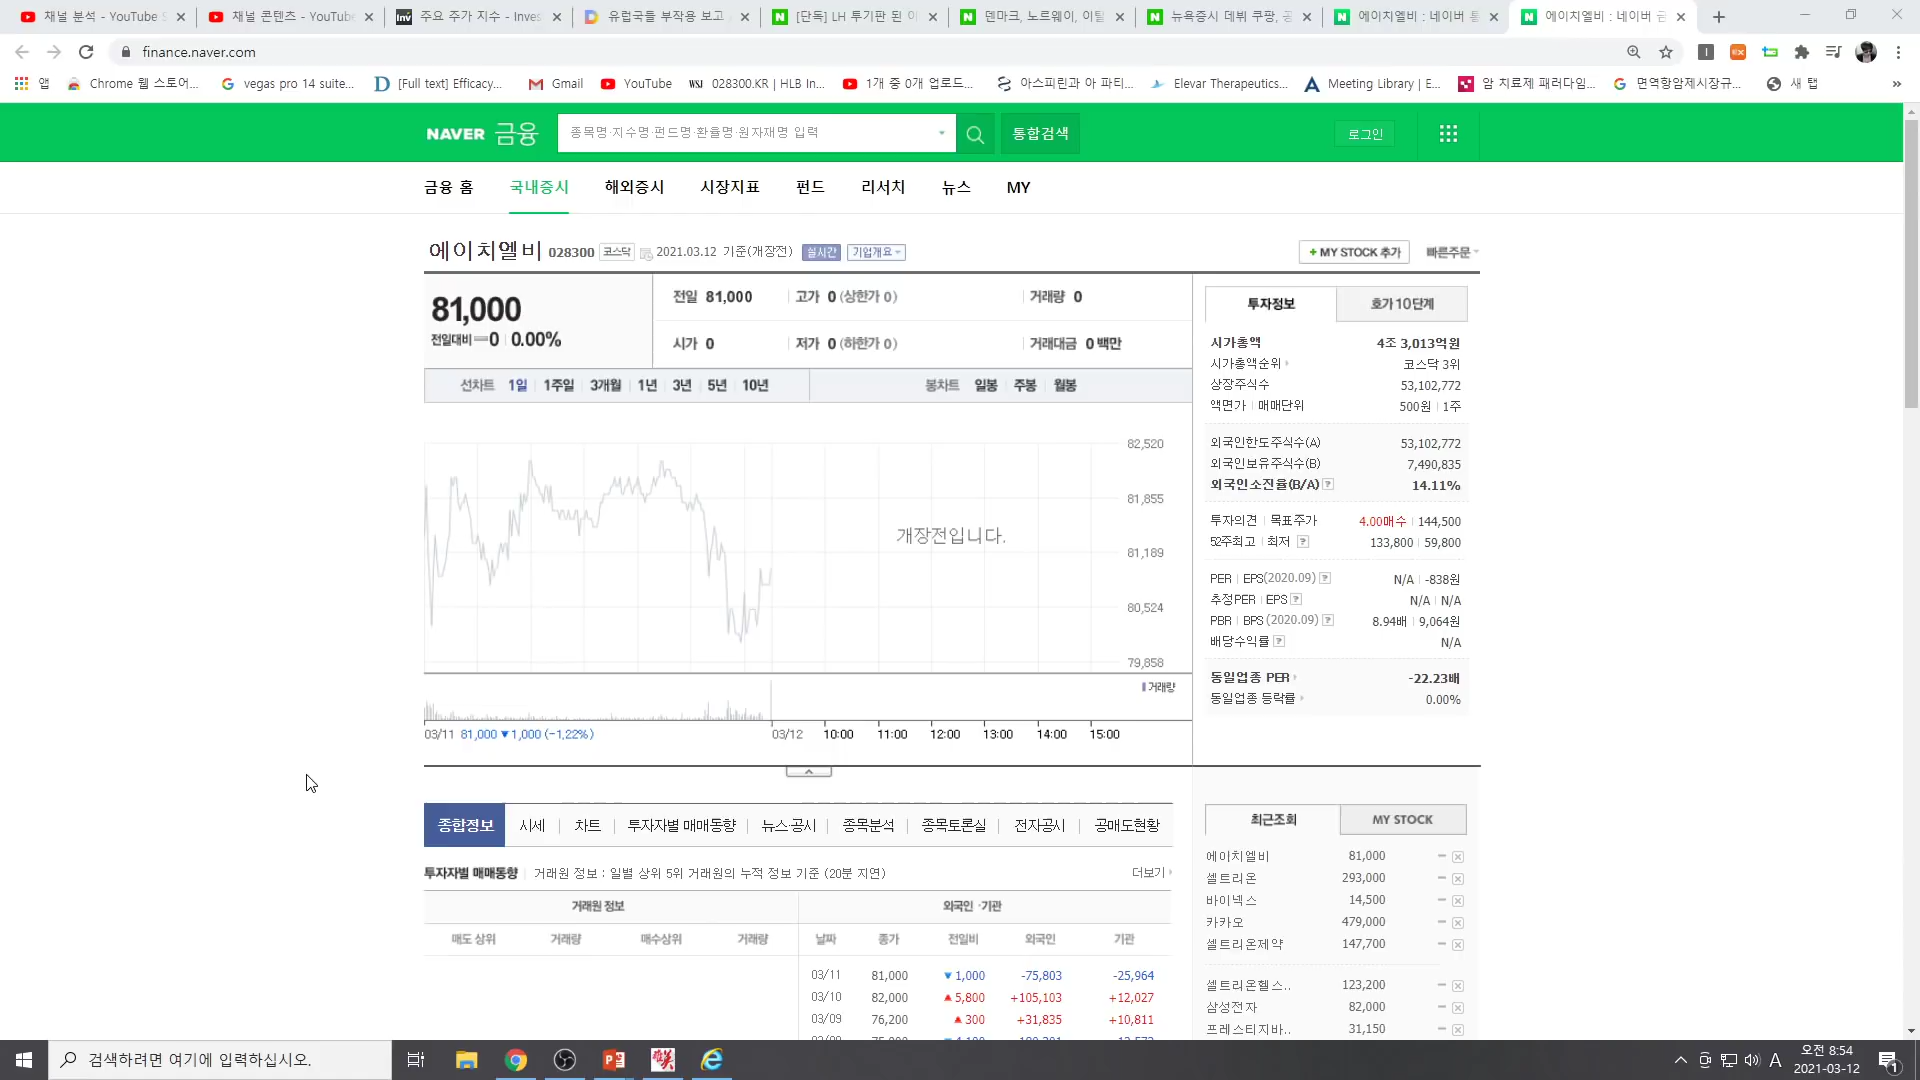 채널 분석 - YouTube S
채널 콘텐츠 - YouTube
주요 주가 지수 - Inves
유럽국들 부작용 보고
[단독] LH 투기판 된 이
덴마크, 노르웨이, 이탈
뉴욕증시 데뷔 쿠팡, 공
에이치엘비 : 네이버 통
에이치엘비 : 네이버 금
finance.naver.com
앱
Chrome 웹 스토어...
vegas pro 14 suite...
[Full text] Efficacy...
Gmail
YouTube
WSJ 028300.KR | HLB In...
1개 중 0개 업로드...
아스피린과 아 파티...
Elevar Therapeutics...
Meeting Library | E...
암 치료제 패러다임...
면역항암제시장규...
새 탭
»
NAVER 금융
종목명·지수명·펀드명·환율명·원자재명 입력
통합검색
로그인
금융 홈 국내증시 해외증시 시장지표 펀드 리서치 뉴스 MY
에이치엘비 028300 코스닥 2021.03.12 기준(개장전) 실시간 기업개요
+ MY STOCK 추가 빠른주문
81,000
전일대비 0 0.00%
전일 81,000 고가 0 (상한가 0) 거래량 0
시가 0 저가 0 (하한가 0) 거래대금 0 백만
선차트 1일 1주일 3개월 1년 3년 5년 10년 봉차트 일봉 주봉 월봉
82,520
81,855
81,189
80,524
79,858
개장전입니다.
거래량
03/11 81,000 ▼1,000 (-1,22%) 03/12 10:00 11:00 12:00 13:00 14:00 15:00
투자정보 호가 10단계
시가총액 4조 3,013억원
시가총액순위 코스닥 3위
상장주식수 53,102,772
액면가 매매단위 500원 1주
외국인한도주식수(A) 53,102,772
외국인보유주식수(B) 7,490,835
외국인소진율(B/A) ? 14.11%
투자의견 목표주가 4.00매수 144,500
52주최고 최저 ? 133,800 59,800
PER EPS(2020.09) ? N/A -838원
추정PER EPS ? N/A N/A
PBR BPS (2020.09) ? 8.94배 9,064원
배당수익률 ? N/A
동일업종 PER -22.23배
동일업종 등락률 0.00%
종합정보 시세 차트 투자자별 매매동향 뉴스·공시 종목분석 종목토론실 전자공시 공매도현황
투자자별 매매동향 거래원 정보 : 일별 상위 5위 거래원의 누적 정보 기준 (20분 지연) 더보기
거래원 정보 외국인·기관
매도 상위 거래량 매수상위 거래량 날짜 종가 전일비 외국인 기관
03/11 81,000 ▼1,000 -75,803 -25,964
03/10 82,000 ▲5,800 +105,103 +12,027
03/09 76,200 ▲300 +31,835 +10,811
최근조회 MY STOCK
에이치엘비 81,000
셀트리온 293,000
바이넥스 14,500
카카오 479,000
셀트리온제약 147,700
셀트리온헬스.. 123,200
삼성전자 82,000
프레스티지바.. 31,150
검색하려면 여기에 입력하십시오.
A
오전 8:54
2021-03-12
1